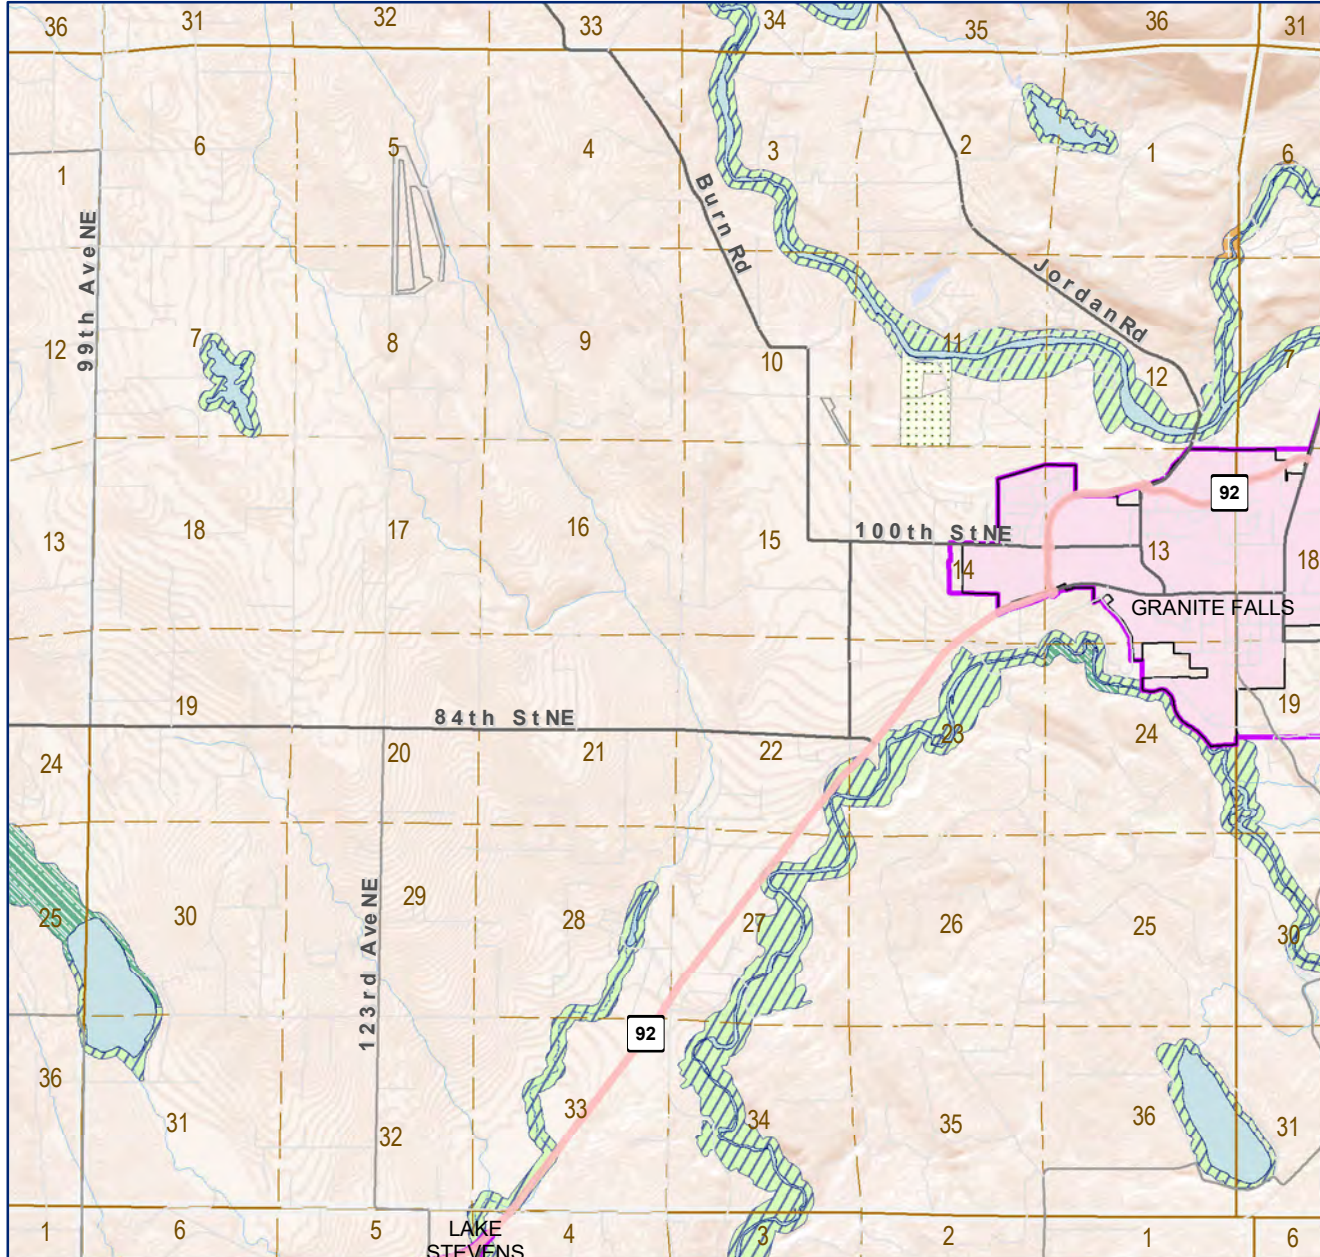 36 31 32 33 34 35 36 31
6 5 4 3 2 1 6
1
Burn Rd
99th Ave NE
Jordan Rd
12 7 8 9 10 11 12 7
92
13 18 17 16 15 100th St NE 14 13 18
GRANITE FALLS
19 84th St NE 23 24 19
24 20 21 22
25 30 29 28 27 26 25 30
123rd Ave NE
92
36 31 32 33 34 35 36 31
1 6 5 LAKE 4 3 2 1 6
STEVENS